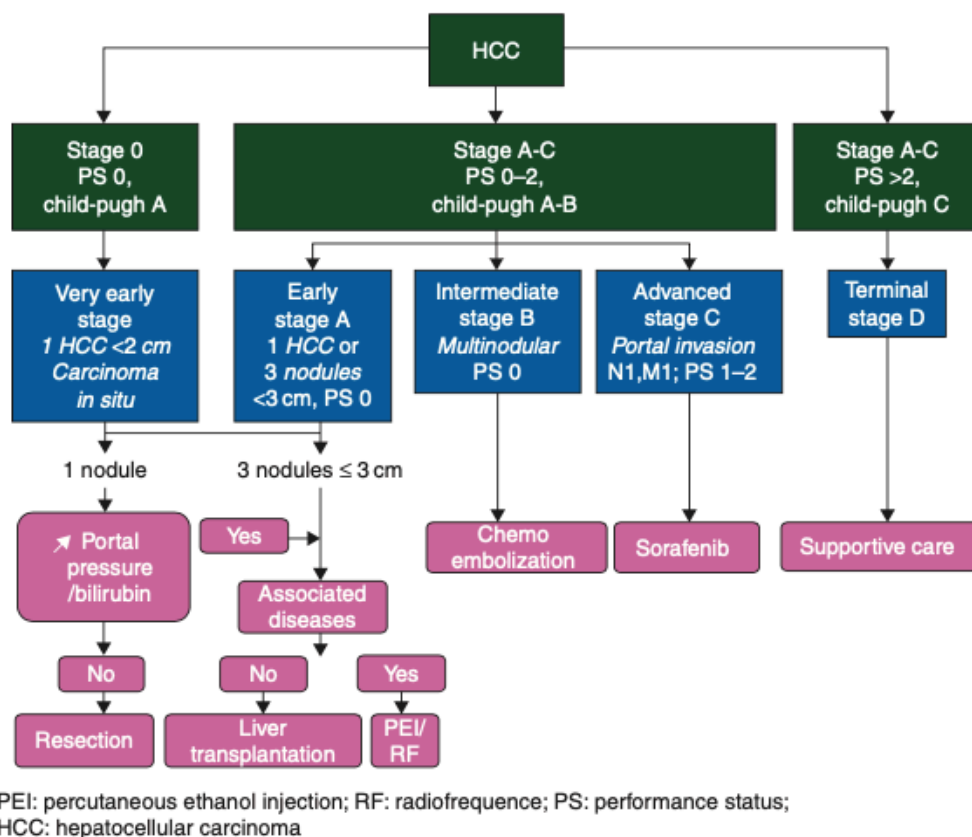 HCC
Stage 0
PS 0,
child-pugh A
Stage A-C
PS 0–2,
child-pugh A-B
Stage A-C
PS >2,
child-pugh C
Very early
stage
1 HCC <2 cm
Carcinoma
in situ
Early
stage A
1 HCC or
3 nodules
<3 cm, PS 0
Intermediate
stage B
Multinodular
PS 0
Advanced
stage C
Portal invasion
N1,M1; PS 1–2
Terminal
stage D
1 nodule
3 nodules ≤ 3 cm
↗ Portal
pressure
/bilirubin
Yes
Associated
diseases
Chemo
embolization
Sorafenib
Supportive care
No
No
Yes
Resection
Liver
transplantation
PEI/
RF
PEI: percutaneous ethanol injection; RF: radiofrequence; PS: performance status;
HCC: hepatocellular carcinoma